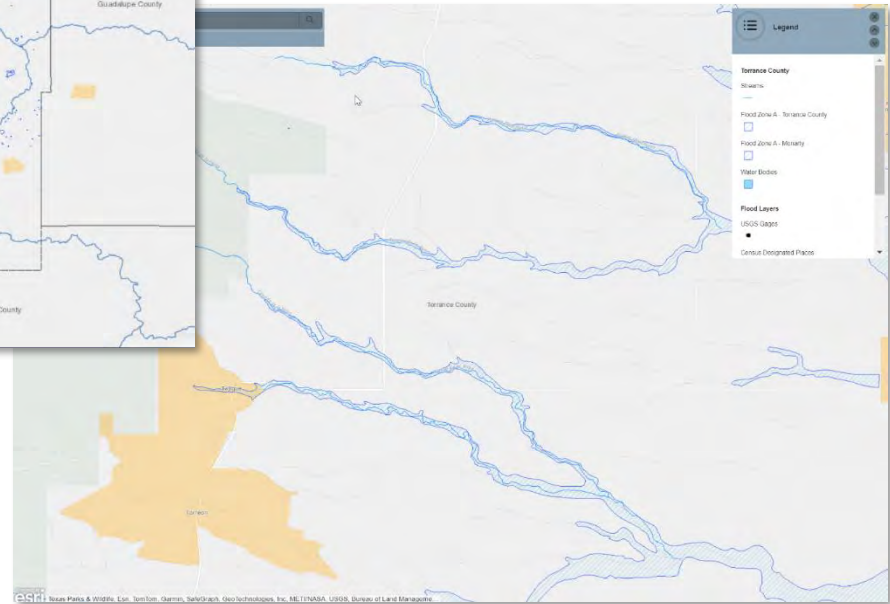 Guadalupe County
County
Legend
Torrance County
Streams
Flood Zone A - Torrance County
Flood Zone A - Moriarty
Water Bodies
Flood Layers
USGS Gages
Census Designated Places
Torrance County
esri Texas Parks & Wildlife, Esri, TomTom, Garmin, SafeGraph, GeoTechnologies, Inc, METI/NASA, USGS, Bureau of Land Manageme...